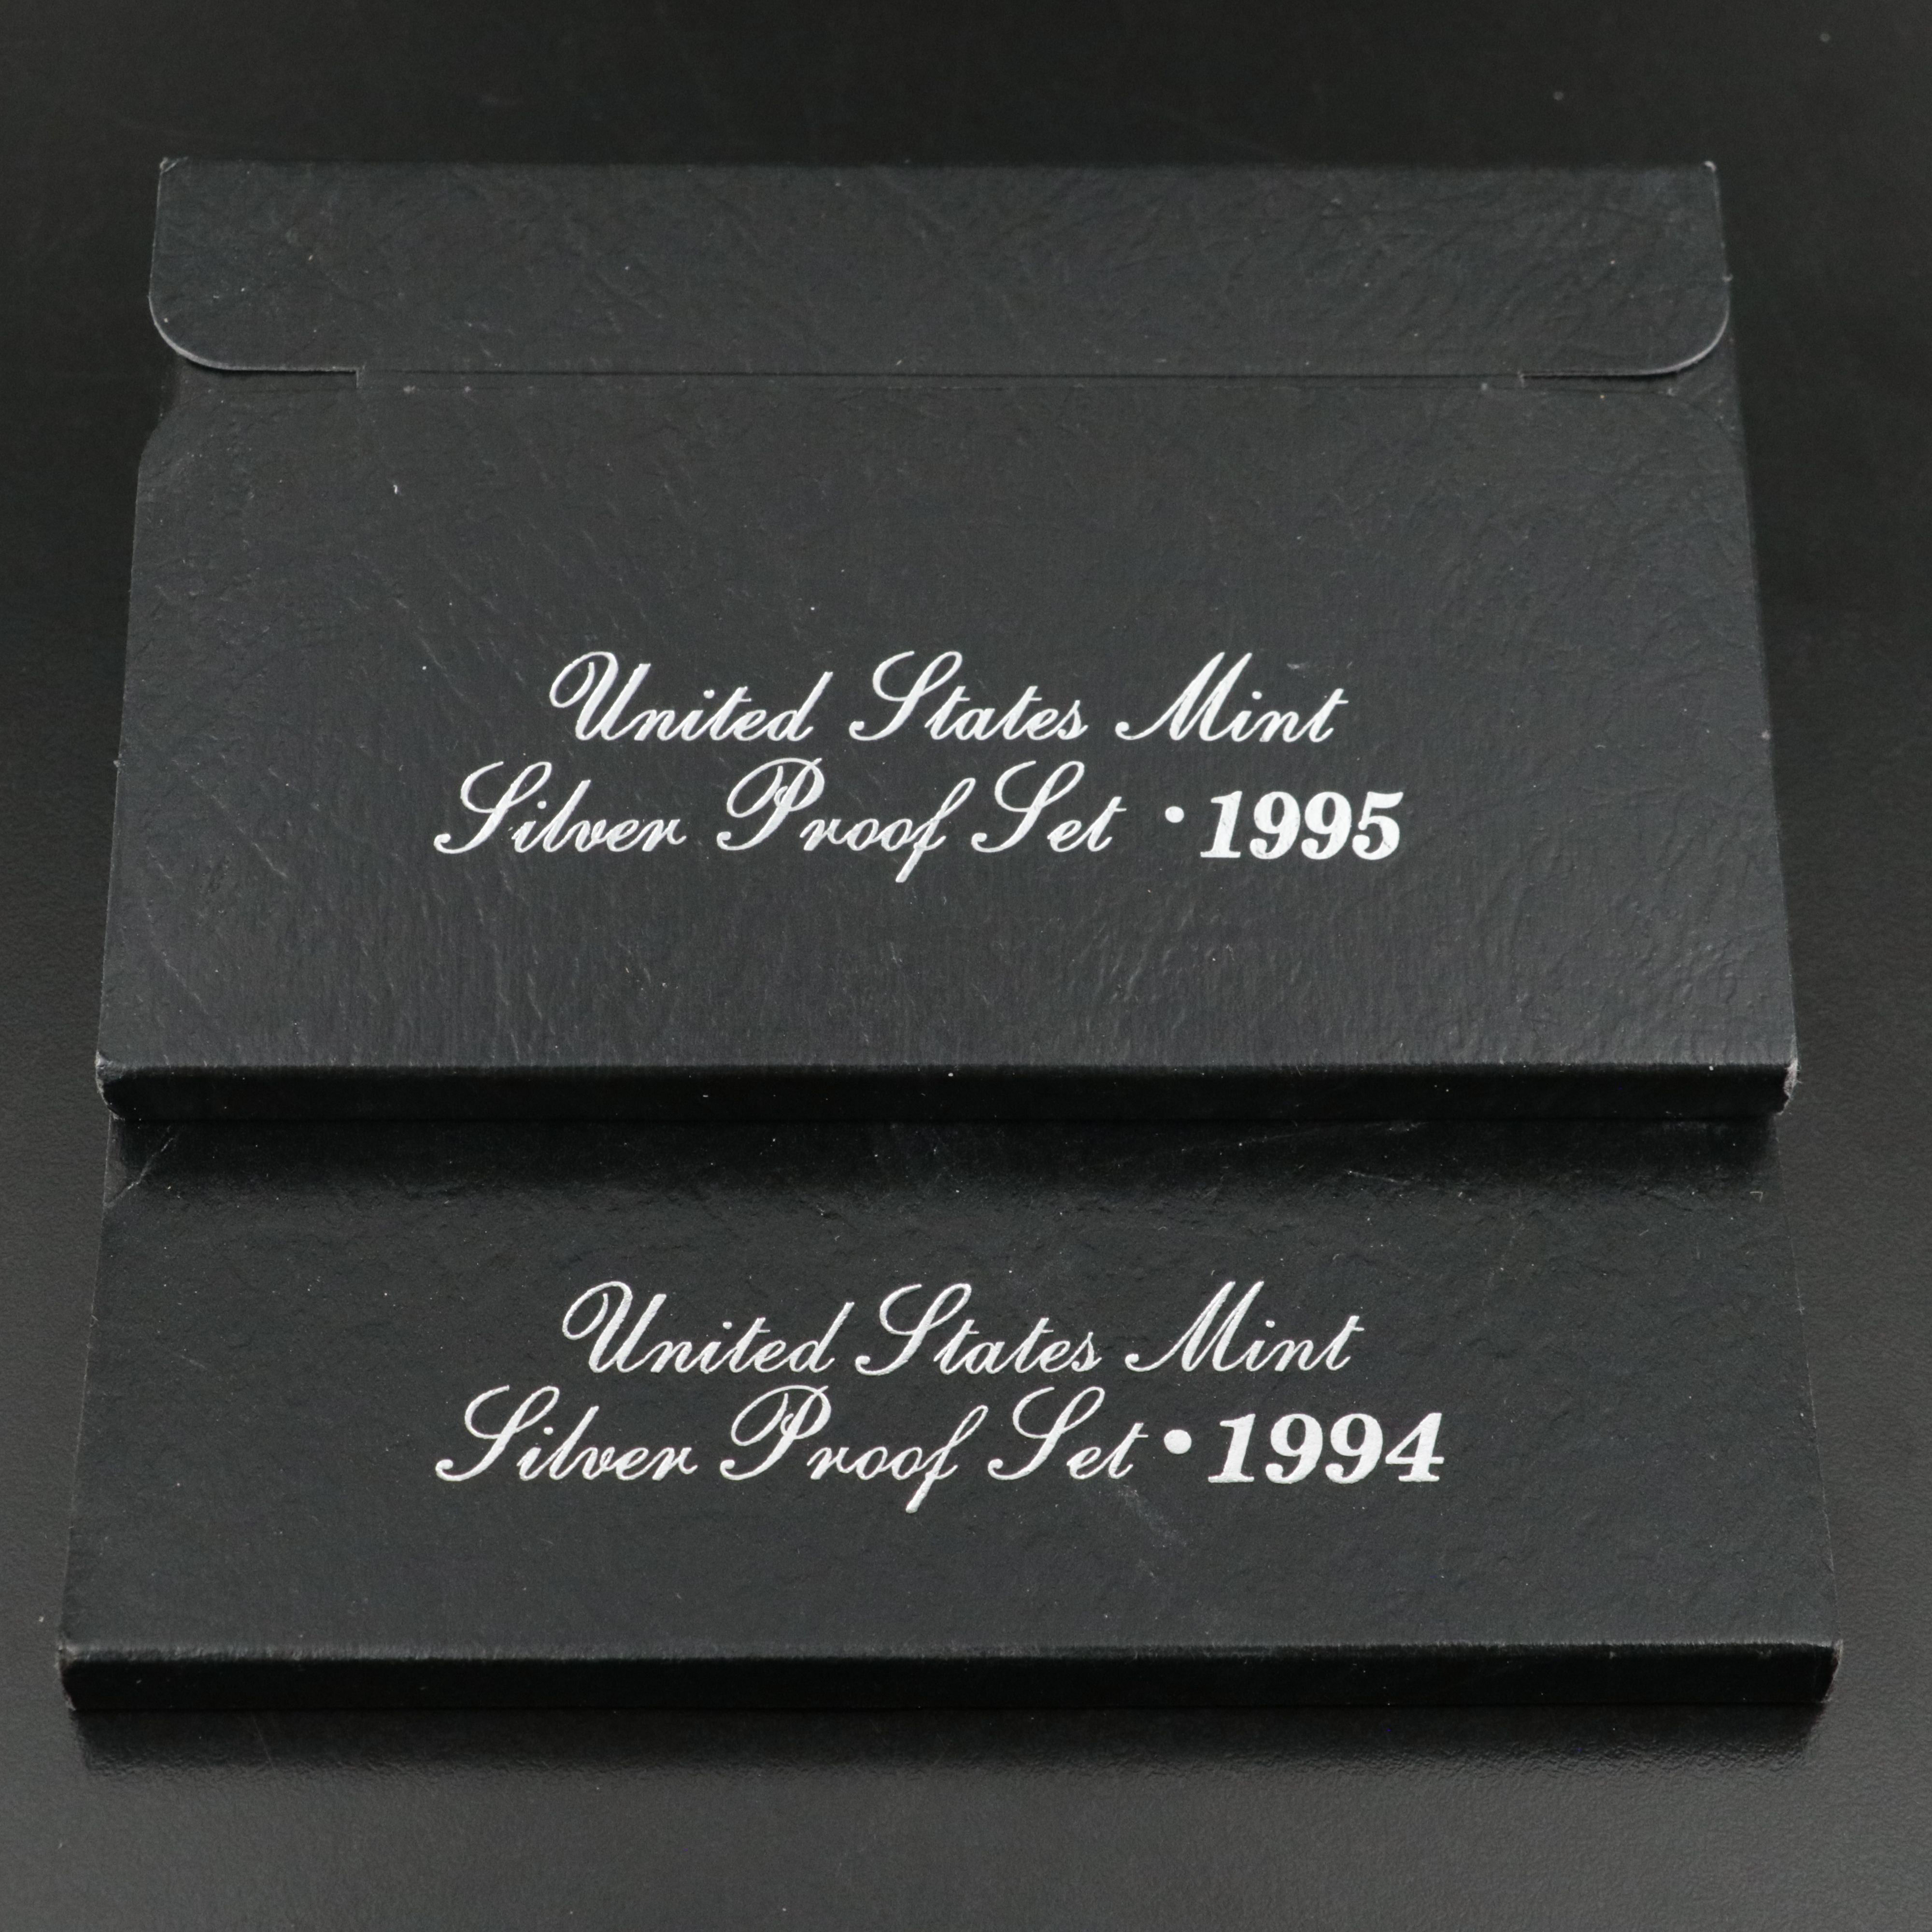 United States Mint
Silver Proof Set • 1995
United States Mint
Silver Proof Set • 1994